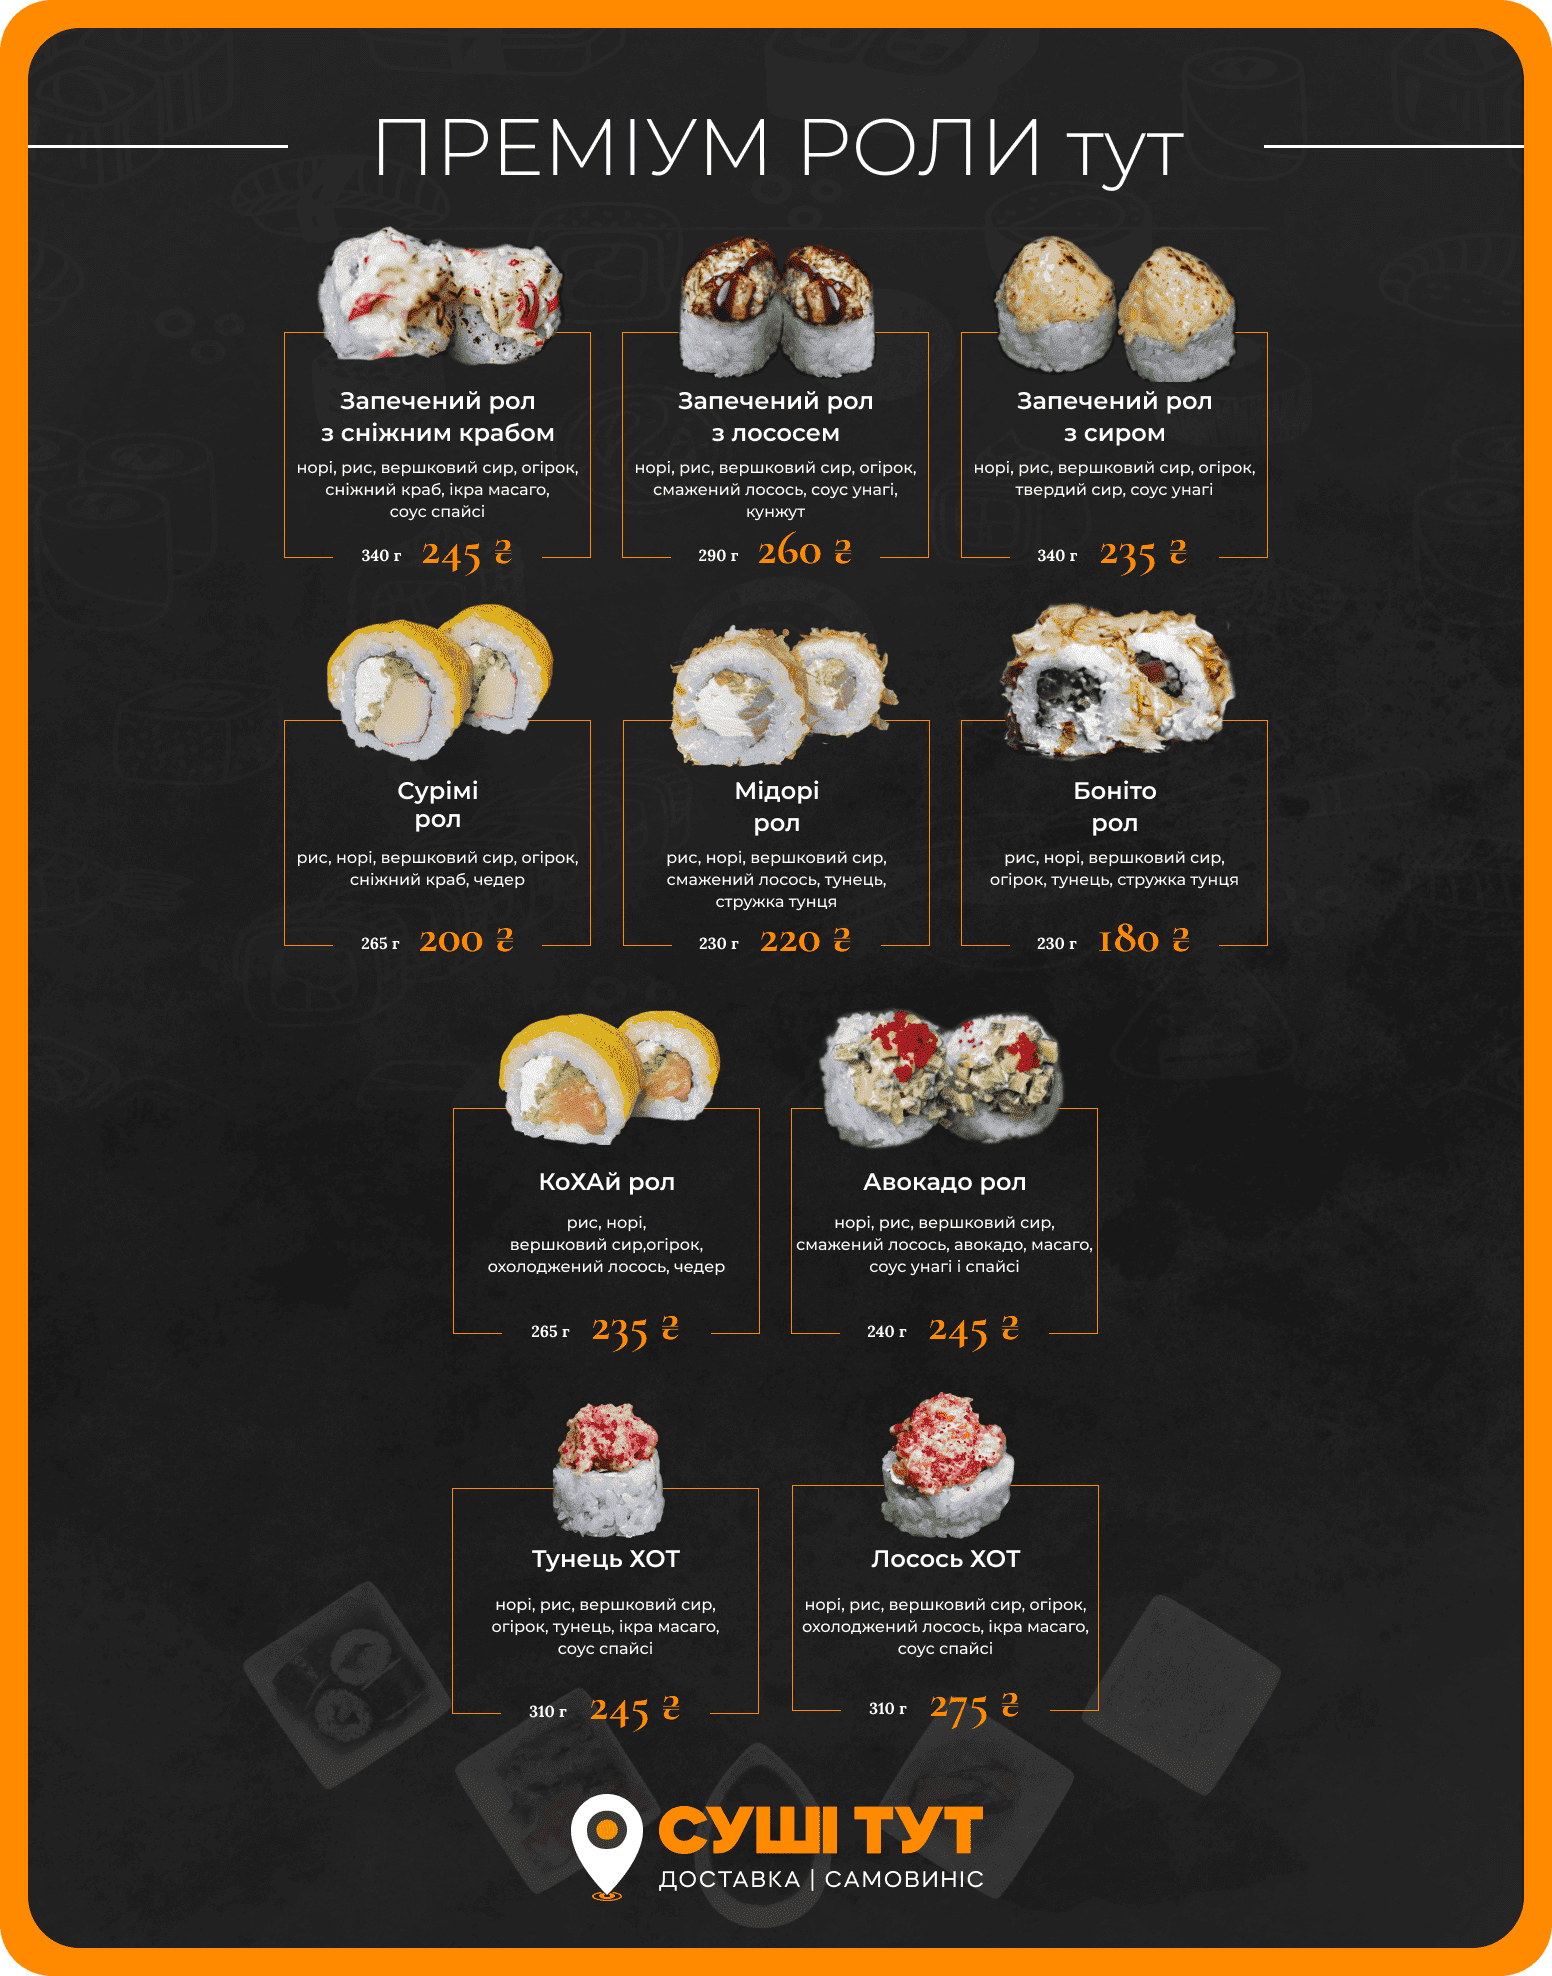 ПРЕМІУМ РОЛИ тут
Запечений рол
з сніжним крабом
норі, рис, вершковий сир, огірок,
сніжний краб, ікра масаго,
соус спайсі
340 г 245 ₴
Запечений рол
з лососем
норі, рис, вершковий сир, огірок,
смажений лосось, соус унагі,
кунжут
290 г 260 ₴
Запечений рол
з сиром
норі, рис, вершковий сир, огірок,
твердий сир, соус унагі
340 г 235 ₴
Сурімі
рол
рис, норі, вершковий сир, огірок,
сніжний краб, чедер
265 г 200 ₴
Мідорі
рол
рис, норі, вершковий сир,
смажений лосось, тунець,
стружка тунця
230 г 220 ₴
Боніто
рол
рис, норі, вершковий сир,
огірок, тунець, стружка тунця
230 г 180 ₴
КоХАй рол
рис, норі,
вершковий сир,огірок,
охолоджений лосось, чедер
265 г 235 ₴
Авокадо рол
норі, рис, вершковий сир,
смажений лосось, авокадо, масаго,
соус унагі і спайсі
240 г 245 ₴
Тунець ХОТ
норі, рис, вершковий сир,
огірок, тунець, ікра масаго,
соус спайсі
310 г 245 ₴
Лосось ХОТ
норі, рис, вершковий сир, огірок,
охолоджений лосось, ікра масаго,
соус спайсі
310 г 275 ₴
СУШІ ТУТ
ДОСТАВКА | САМОВИНІС